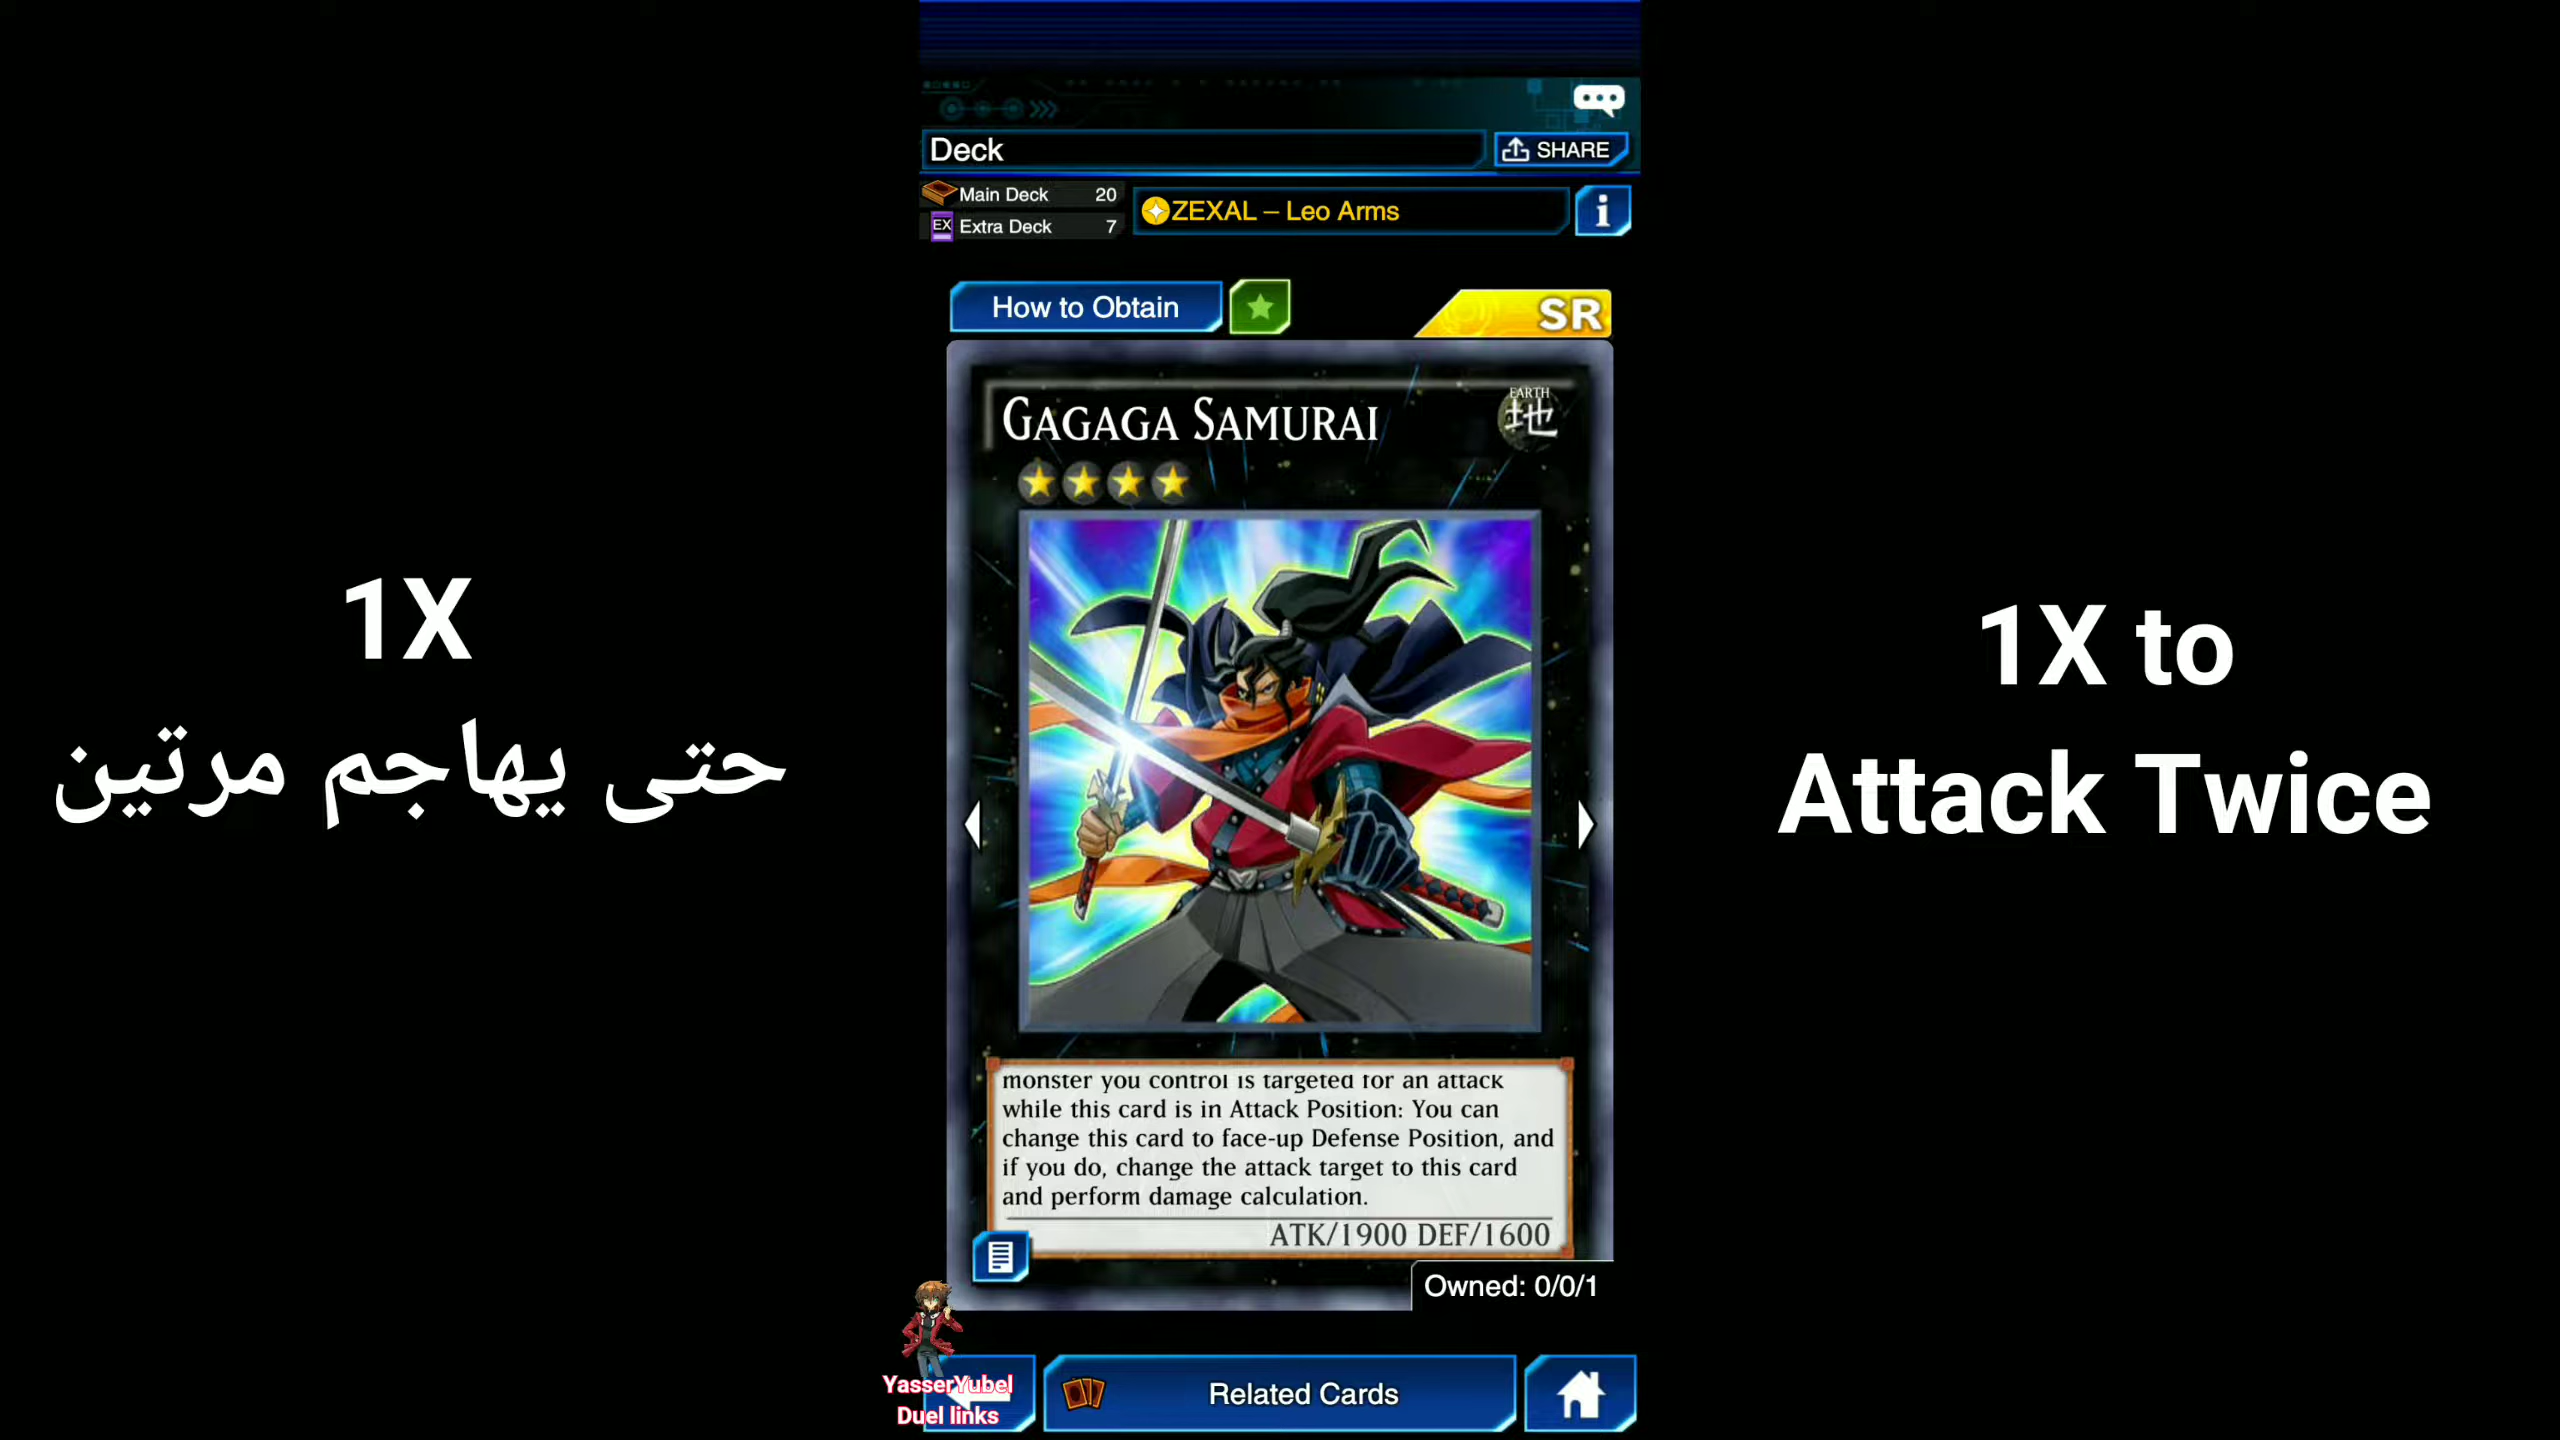 Deck
SHARE
Main Deck 20
EX Extra Deck 7
ZEXAL – Leo Arms
i
How to Obtain
SR
GAGAGA SAMURAI
EARTH
地
1X
حتى يهاجم مرتين
1X to
Attack Twice
monster you control is targeted for an attack
while this card is in Attack Position: You can
change this card to face-up Defense Position, and
if you do, change the attack target to this card
and perform damage calculation.
ATK/1900 DEF/1600
Owned: 0/0/1
YasserYubel
Duel links
Related Cards